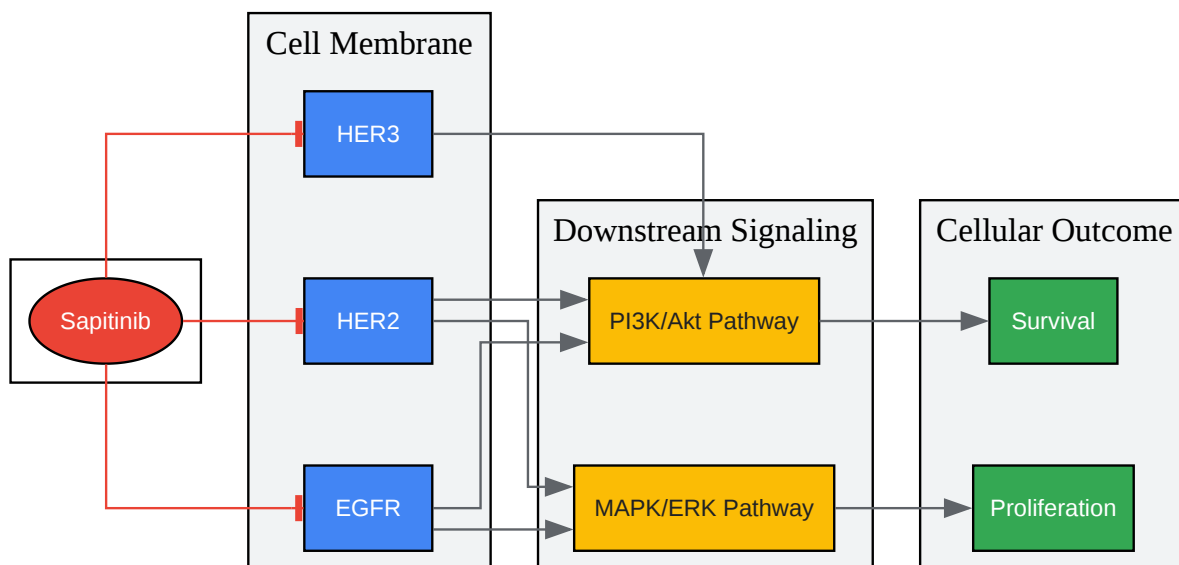 Cell Membrane
HER3
Downstream Signaling
Cellular Outcome
Sapitinib
HER2
PI3K/Akt Pathway
Survival
EGFR
MAPK/ERK Pathway
Proliferation